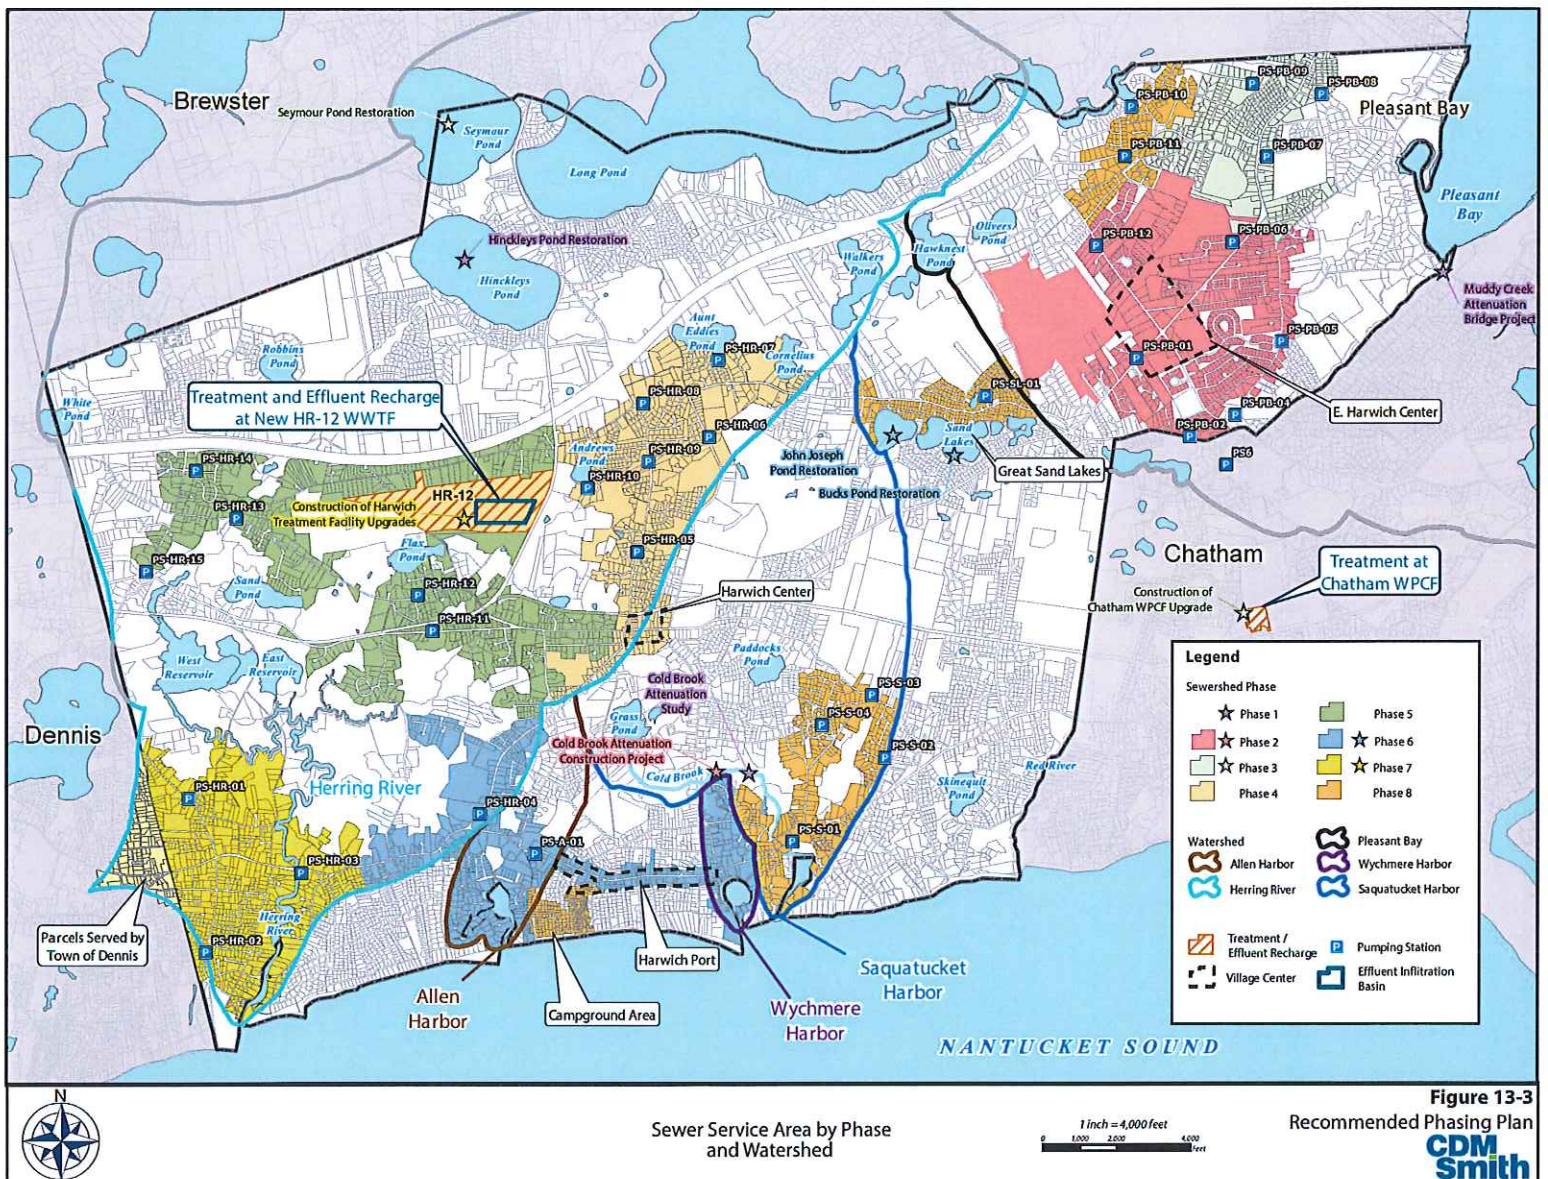 Brewster
Seymour Pond Restoration
Seymour
Pond
Long Pond
Hinckleys Pond Restoration
Hinckleys
Pond
Robbins
Pond
White
Pond
Aunt
Eddies
Pond
Cornelius
Pond
Walkers
Pond
Hawknest
Pond
Olivers
Pond
PS-PB-10
PS-PB-09
PS-PB-08
PS-PB-11
PS-PB-07
PS-PB-12
PS-PB-06
PS-PB-05
PS-PB-01
PS-PB-04
PS-PB-02
PS6
Pleasant Bay
Pleasant
Bay
Muddy Creek
Attenuation
Bridge Project
E. Harwich Center
Treatment and Effluent Recharge
at New HR-12 WWTF
PS-HR-07
PS-HR-08
PS-HR-06
PS-HR-09
PS-HR-10
PS-HR-05
Andrews
Pond
PS-SL-01
Sand
Lakes
Great Sand Lakes
John Joseph
Pond Restoration
Bucks Pond Restoration
PS-HR-14
PS-HR-13
PS-HR-15
HR-12
Construction of Harwich
Treatment Facility Upgrades
Flax
Pond
Sand
Pond
PS-HR-12
PS-HR-11
Harwich Center
Chatham
Treatment at
Chatham WPCF
Construction of
Chatham WPCF Upgrade
West
Reservoir
East
Reservoir
Dennis
Paddocks
Pond
Cold Brook
Attenuation
Study
Grass
Pond
Cold Brook Attenuation
Construction Project
Cold Brook
PS-S-03
PS-S-04
PS-S-02
PS-S-01
Skinequit
Pond
Red River
Herring River
PS-HR-01
PS-HR-04
PS-A-01
PS-HR-03
PS-HR-02
Herring
River
Parcels Served by
Town of Dennis
Harwich Port
Campground Area
Allen
Harbor
Wychmere
Harbor
Saquatucket
Harbor
NANTUCKET SOUND
Legend
Sewershed Phase
Phase 1
Phase 2
Phase 3
Phase 4
Phase 5
Phase 6
Phase 7
Phase 8
Watershed
Allen Harbor
Herring River
Pleasant Bay
Wychmere Harbor
Saquatucket Harbor
Treatment /
Effluent Recharge
Village Center
P Pumping Station
Effluent Infiltration
Basin
N
Sewer Service Area by Phase
and Watershed
1 inch = 4,000 feet
0 1,000 2,000 4,000
Feet
Figure 13-3
Recommended Phasing Plan
CDM
Smith